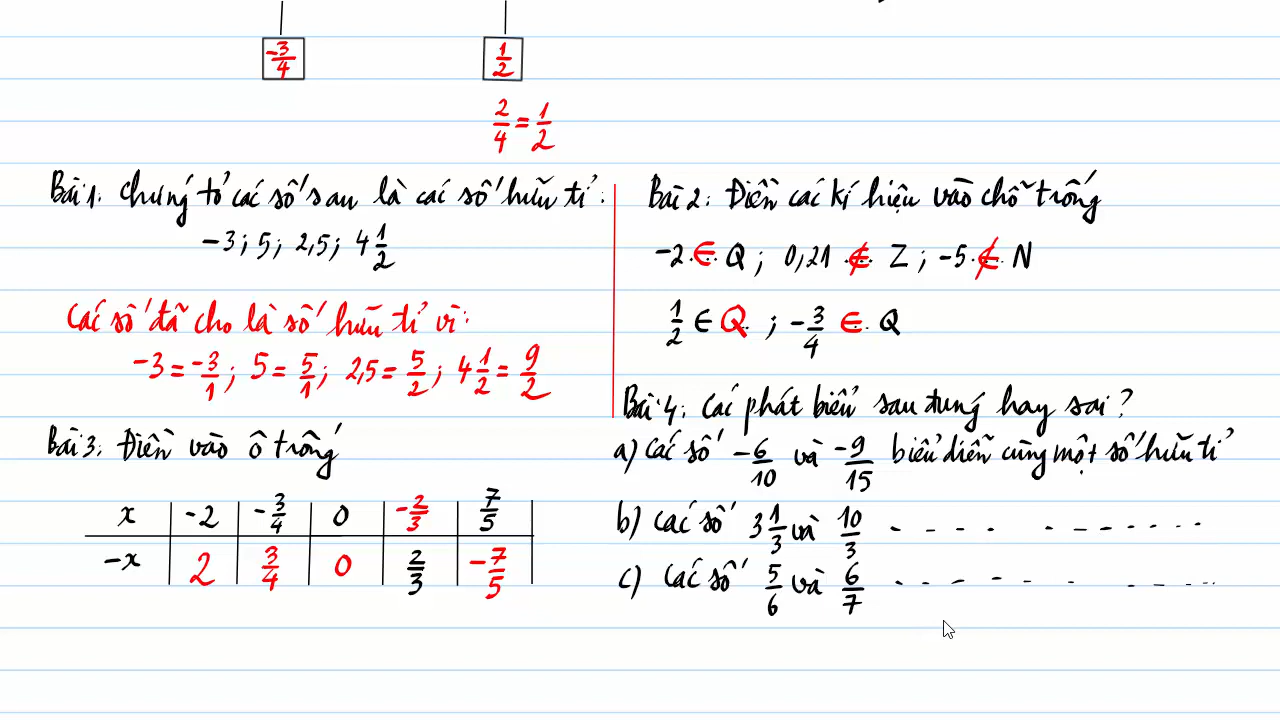 -3/4 1/2
2/4 = 1/2
Bài 1. Chứng tỏ các số sau là các số hữu tỉ:
-3; 5; 2,5; 4 1/2
Các số đã cho là số hữu tỉ vì:
-3 = -3/1; 5 = 5/1; 2,5 = 5/2; 4 1/2 = 9/2
Bài 2: Điền các kí hiệu vào chỗ trống
-2 ∈ Q; 0,21 ∉ Z; -5 ∉ N
1/2 ∈ Q; -3/4 ∈ Q
Bài 3: Điền vào ô trống
x -2 -3/4 0 -2/3 7/5
-x 2 3/4 0 2/3 -7/5
Bài 4: Các phát biểu sau đúng hay sai?
a) Các số -6/10 và -9/15 biểu diễn cùng một số hữu tỉ
b) Các số 3 1/3 và 10/3 - - - - - - - - - - -
c) Các số 5/6 và 6/7 - - - - - - - - - - -